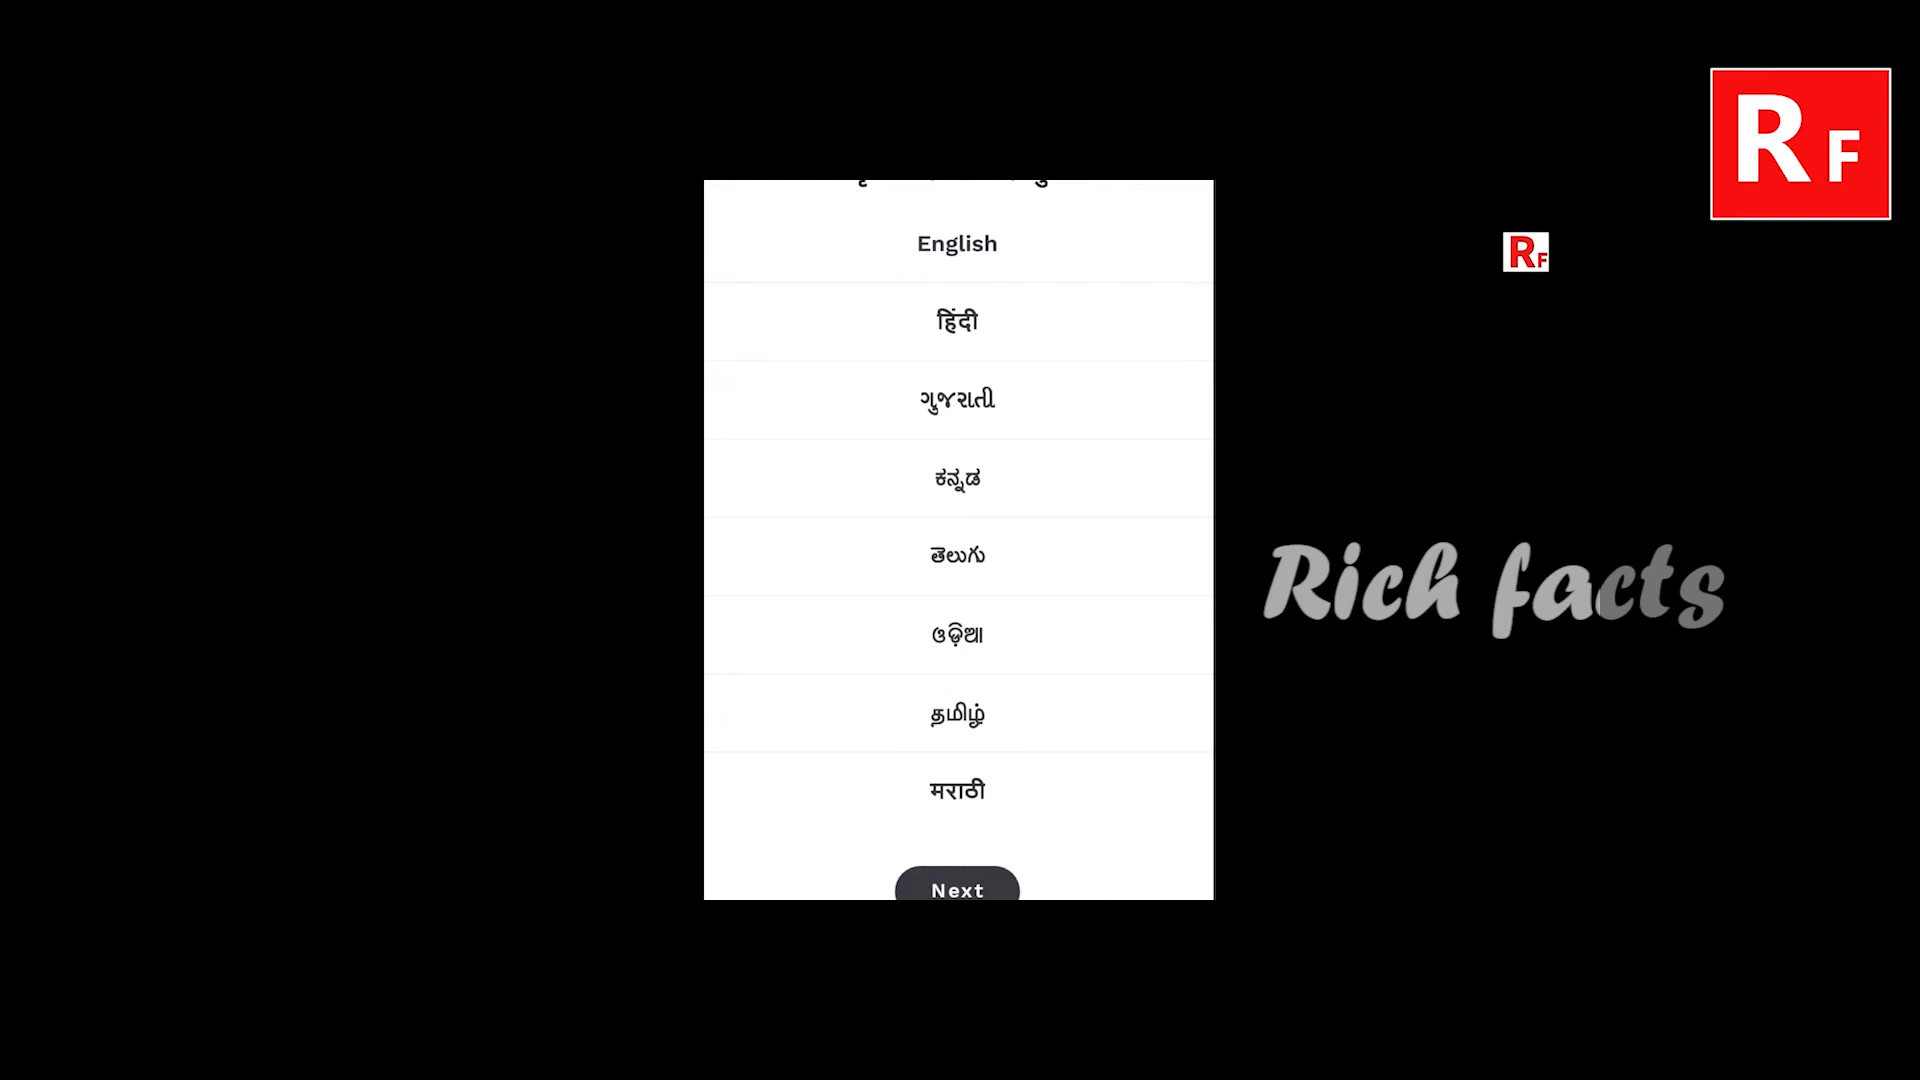 RF
English
RF
हिंदी
ગુજરાતી
ಕನ್ನಡ
తెలుగు
Rich facts
ଓଡ଼ିଆ
தமிழ்
मराठी
Next